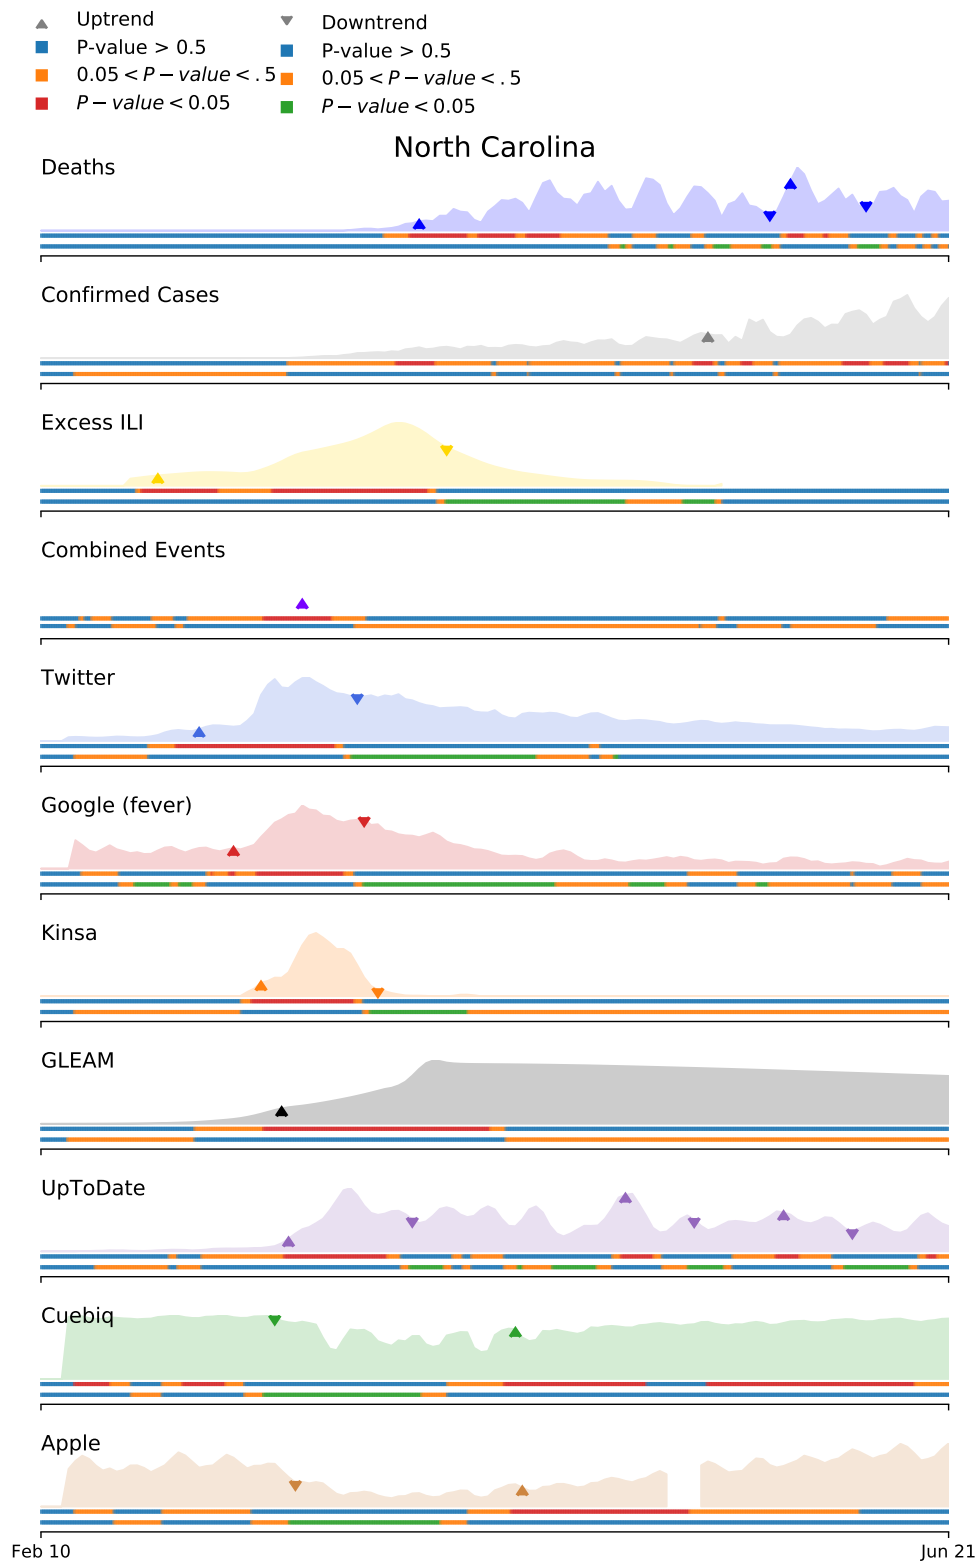 Uptrend
P-value > 0.5
0.05 < P − value < .5
P − value < 0.05
Downtrend
P-value > 0.5
0.05 < P − value < .5
P − value < 0.05
North Carolina
Deaths
Confirmed Cases
Excess ILI
Combined Events
Twitter
Google (fever)
Kinsa
GLEAM
UpToDate
Cuebiq
Apple
Feb 10
Jun 21